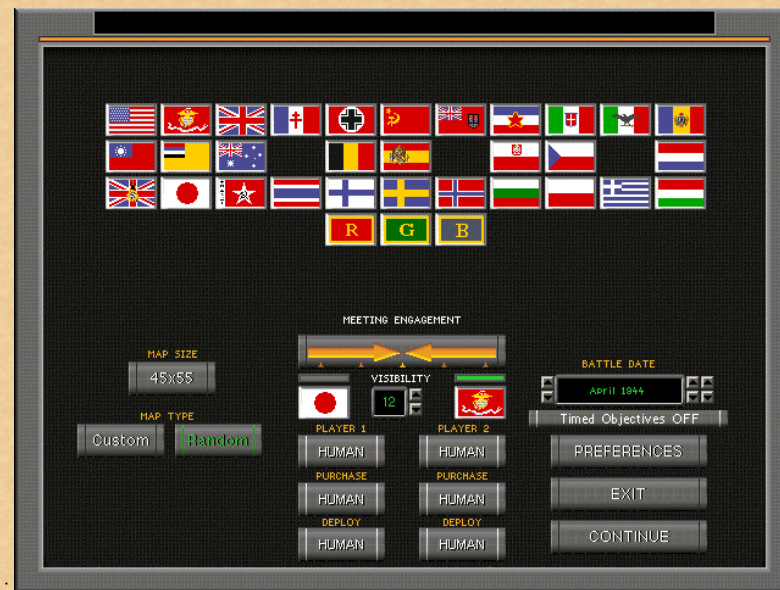 R G B
MEETING ENGAGEMENT
MAP SIZE
45x55
MAP TYPE
Custom Random
VISIBILITY
12
PLAYER 1 PLAYER 2
HUMAN HUMAN
PURCHASE PURCHASE
HUMAN HUMAN
DEPLOY DEPLOY
HUMAN HUMAN
BATTLE DATE
April 1944
Timed Objectives OFF
PREFERENCES
EXIT
CONTINUE